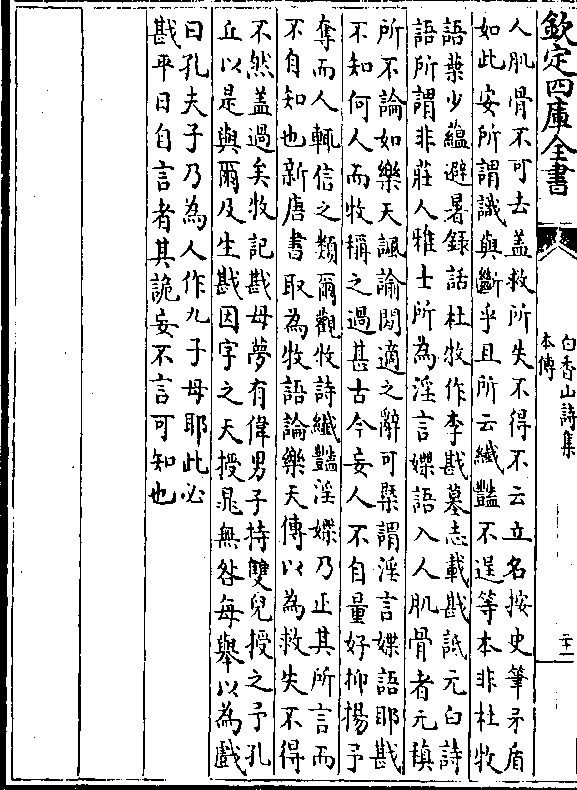 欽定四庫全書
白香山詩集
本傳
人肌骨不可去蓋救所失不得不云立名按史筆矛盾
如此安所謂識與斷乎且所云纖豔不逞等本非杜牧
語葉少藴避暑録話杜牧作李戡墓志載戡詆元白詩
語所謂非莊人雅士所為淫言媟語入人肌骨者元稹
所不論如樂天諷論閒適之辭可槩謂淫言媟語耶戡
不知何人而牧稱之過甚古今妄人不自量好抑揚予
奪而人輒信之類爾觀牧詩纖豔淫媟乃正其所言而
不自知也新唐書取為牧語論樂天傳以為救失不得
不然蓋過矣牧記戡母夢有偉男子持雙兒授之予孔
丘以是與爾及生戡因字之天授晁無咎每舉以為戲
曰孔夫子乃為人作九子母耶此必
戡平日自言者其詭妄不言可知也